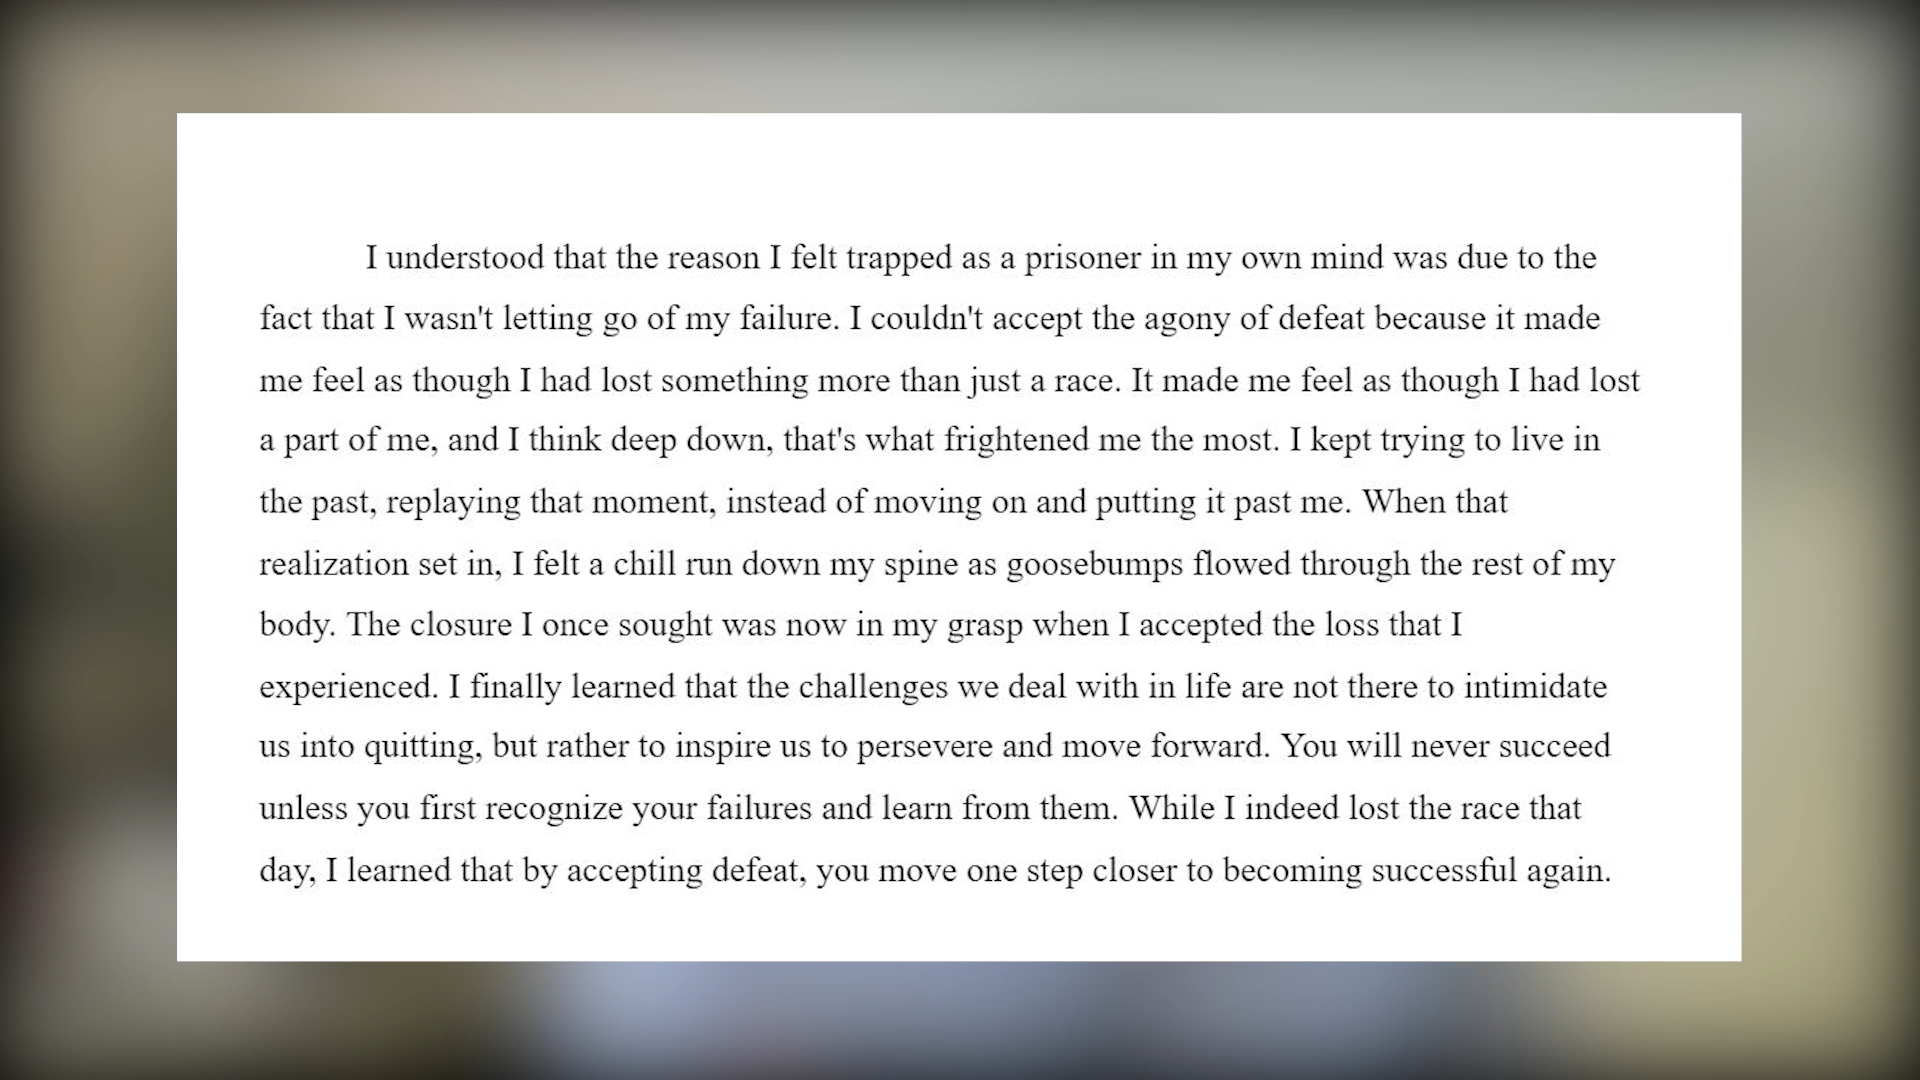 I understood that the reason I felt trapped as a prisoner in my own mind was due to the
fact that I wasn't letting go of my failure. I couldn't accept the agony of defeat because it made
me feel as though I had lost something more than just a race. It made me feel as though I had lost
a part of me, and I think deep down, that's what frightened me the most. I kept trying to live in
the past, replaying that moment, instead of moving on and putting it past me. When that
realization set in, I felt a chill run down my spine as goosebumps flowed through the rest of my
body. The closure I once sought was now in my grasp when I accepted the loss that I
experienced. I finally learned that the challenges we deal with in life are not there to intimidate
us into quitting, but rather to inspire us to persevere and move forward. You will never succeed
unless you first recognize your failures and learn from them. While I indeed lost the race that
day, I learned that by accepting defeat, you move one step closer to becoming successful again.